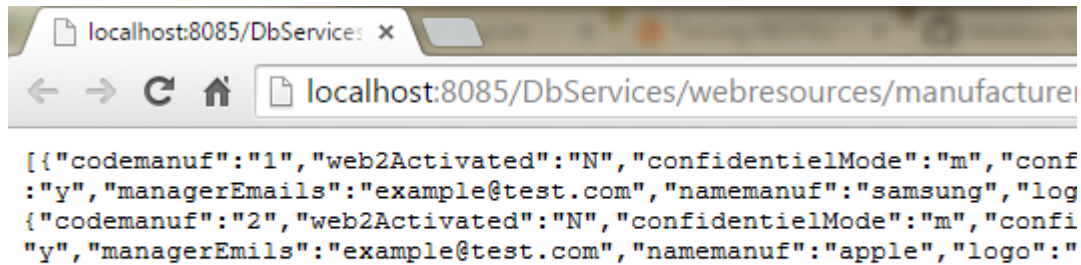 localhost:8085/DbServices
localhost:8085/DbServices/webresources/manufacturer
[{"codemanuf":"1","web2Activated":"N","confidentielMode":"m","conf
:"y","managerEmails":"example@test.com","namemanuf":"samsung","log
{"codemanuf":"2","web2Activated":"N","confidentielMode":"m","confi
"y","managerEmils":"example@test.com","namemanuf":"apple","logo":"